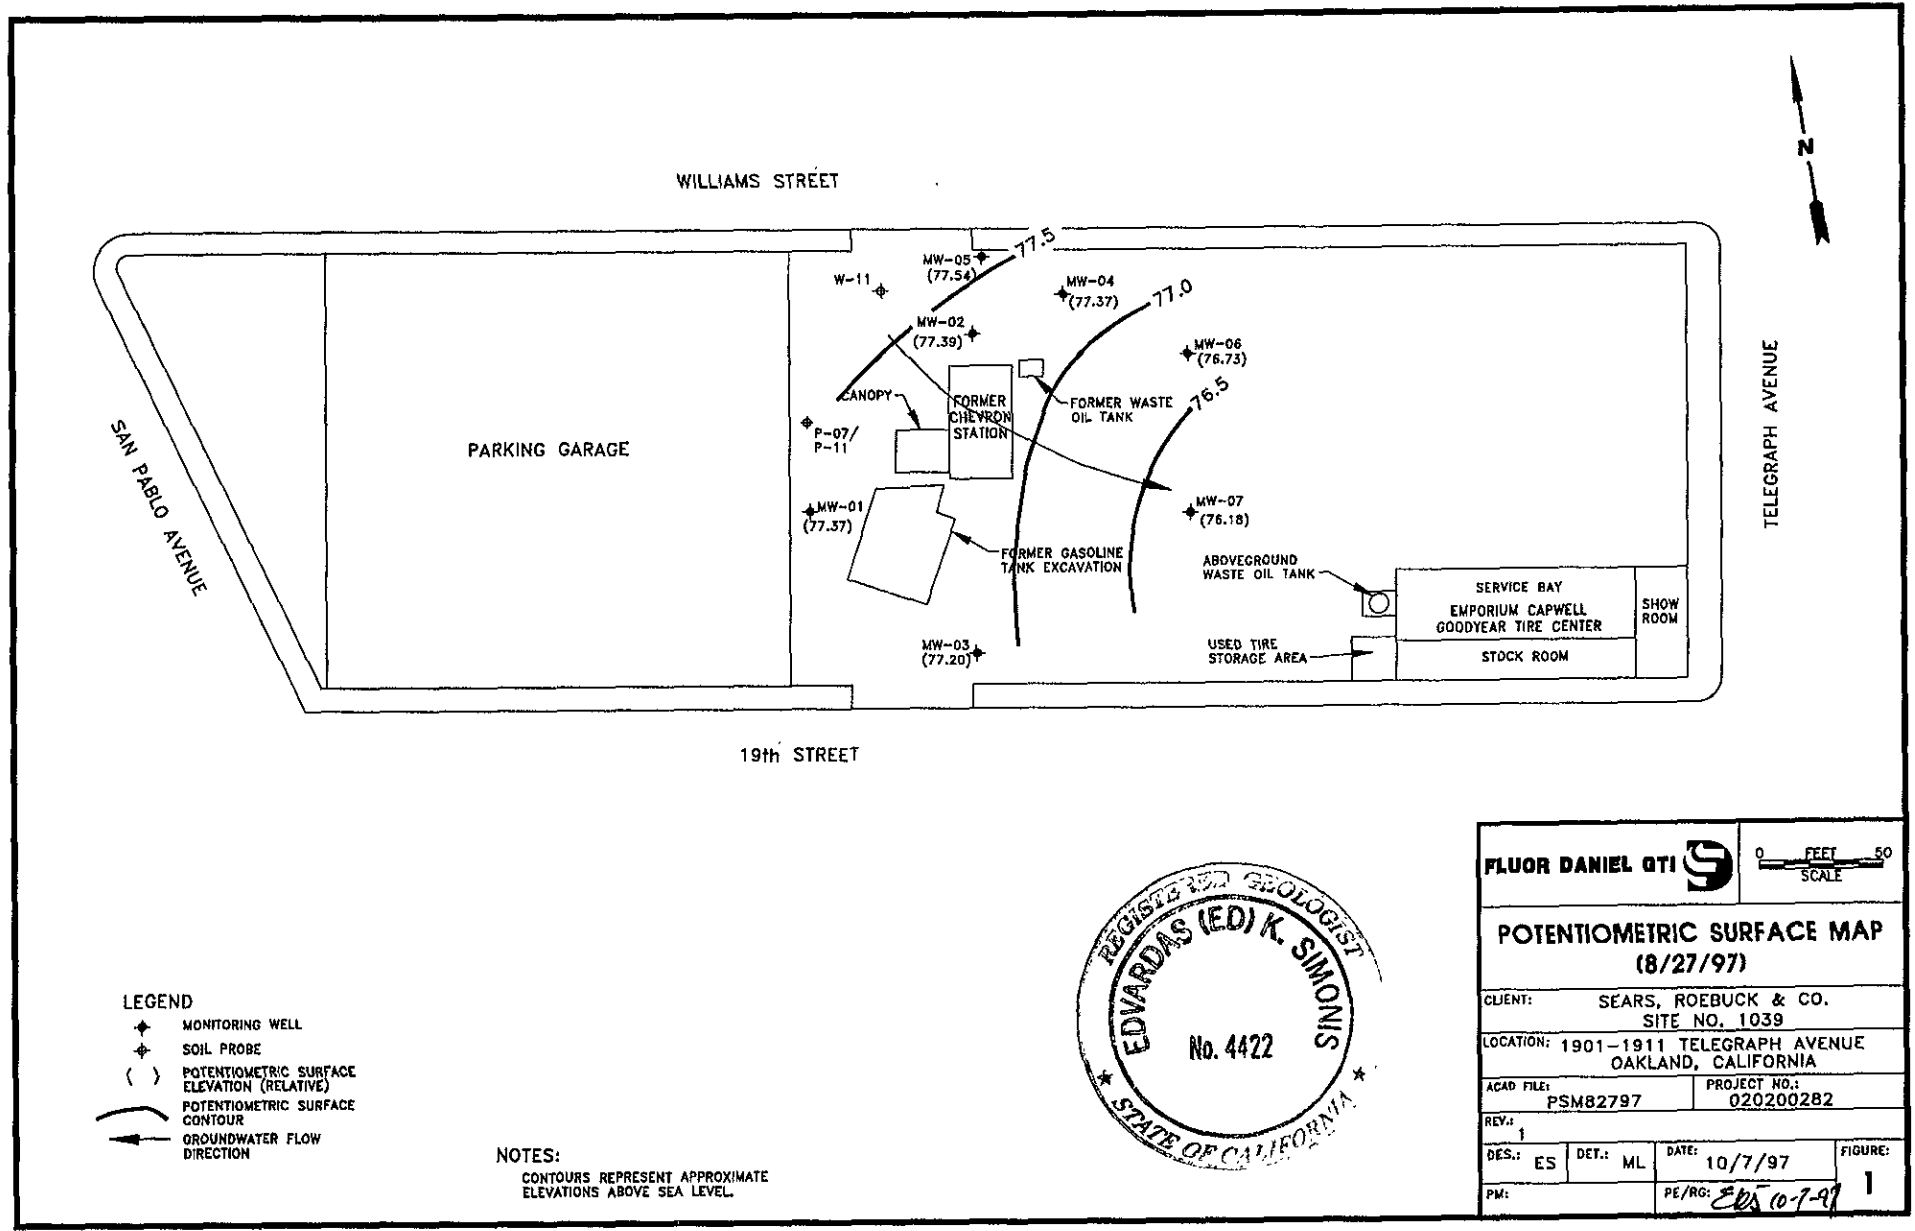 WILLIAMS STREET
N
MW-05
(77.54)
77.5
W-11
MW-04
(77.37)
77.0
MW-02
(77.39)
MW-06
(76.73)
76.5
CANOPY
FORMER
CHEVRON
STATION
FORMER WASTE
OIL TANK
PARKING GARAGE
P-07/
P-11
MW-01
(77.37)
MW-07
(76.18)
SAN PABLO AVENUE
TELEGRAPH AVENUE
FORMER GASOLINE
TANK EXCAVATION
ABOVEGROUND
WASTE OIL TANK
SERVICE BAY
EMPORIUM CAPWELL
GOODYEAR TIRE CENTER
SHOW
ROOM
MW-03
(77.20)
USED TIRE
STORAGE AREA
STOCK ROOM
19th STREET
LEGEND
MONITORING WELL
SOIL PROBE
( ) POTENTIOMETRIC SURFACE
ELEVATION (RELATIVE)
POTENTIOMETRIC SURFACE
CONTOUR
GROUNDWATER FLOW
DIRECTION
NOTES:
CONTOURS REPRESENT APPROXIMATE
ELEVATIONS ABOVE SEA LEVEL.
REGISTERED GEOLOGIST
EDVARDAS (ED) K. SIMONIS
No. 4422
STATE OF CALIFORNIA
FLUOR DANIEL GTI
0 FEET 50
SCALE
POTENTIOMETRIC SURFACE MAP
(8/27/97)
CLIENT: SEARS, ROEBUCK & CO.
SITE NO. 1039
LOCATION: 1901-1911 TELEGRAPH AVENUE
OAKLAND, CALIFORNIA
ACAD FILE: PSM82797
PROJECT NO.: 020200282
REV.: 1
DES.: ES
DET.: ML
DATE: 10/7/97
FIGURE: 1
PM:
PE/RG: EKS 10-7-97